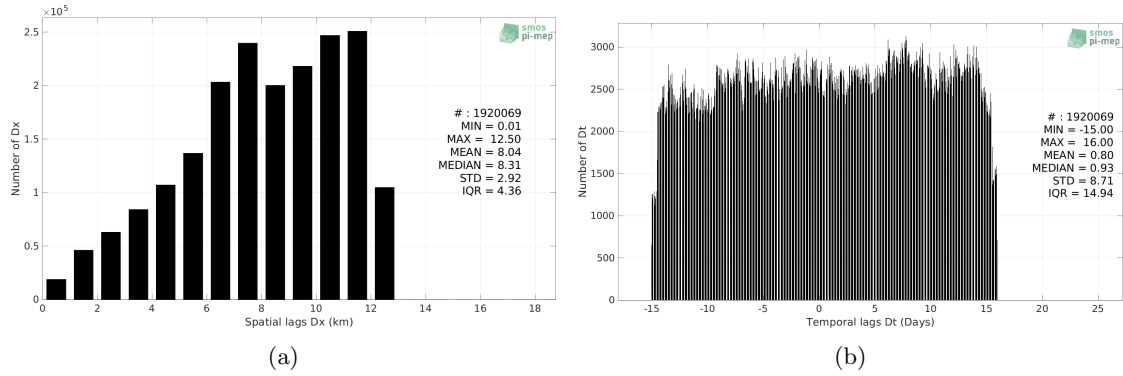 ×10⁵
2.5
2
1.5
1
0.5
0
0 2 4 6 8 10 12 14 16 18
Number of Dx
Spatial lags Dx (km)
smos
pi-mep
# : 1920069
MIN = 0.01
MAX = 12.50
MEAN = 8.04
MEDIAN = 8.31
STD = 2.92
IQR = 4.36
(a)
3000
2500
2000
1500
1000
500
0
-15 -10 -5 0 5 10 15 20 25
Number of Dt
Temporal lags Dt (Days)
smos
pi-mep
# : 1920069
MIN = -15.00
MAX = 16.00
MEAN = 0.80
MEDIAN = 0.93
STD = 8.71
IQR = 14.94
(b)